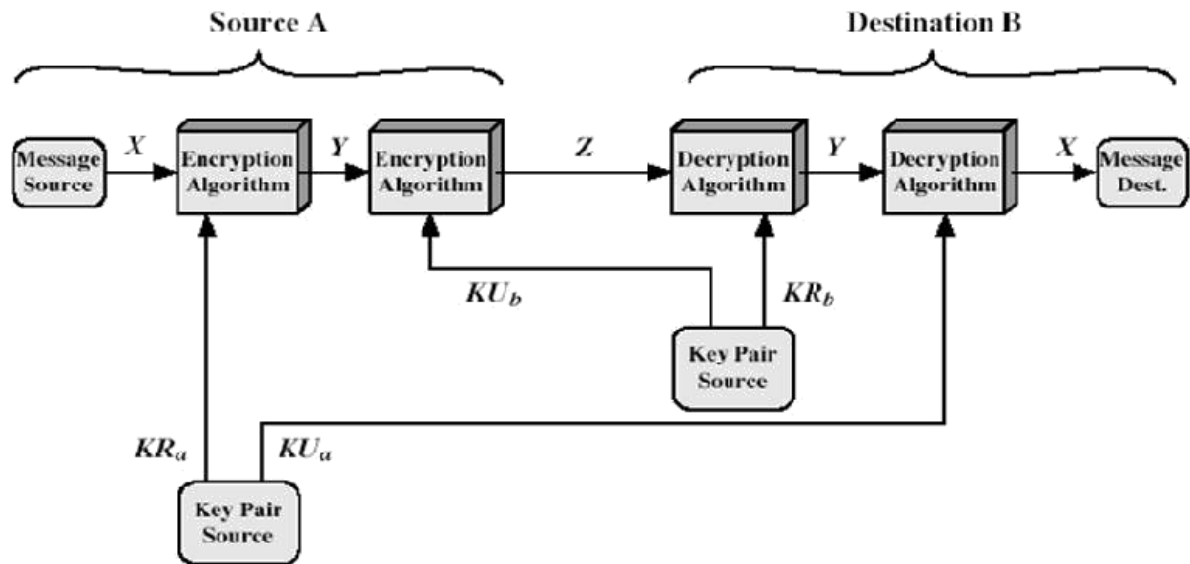 Source A
Destination B
Message
Source
X
Encryption
Algorithm
Y
Encryption
Algorithm
Z
Decryption
Algorithm
Y
Decryption
Algorithm
X
Message
Dest.
KUb
KRb
Key Pair
Source
KRa
KUa
Key Pair
Source